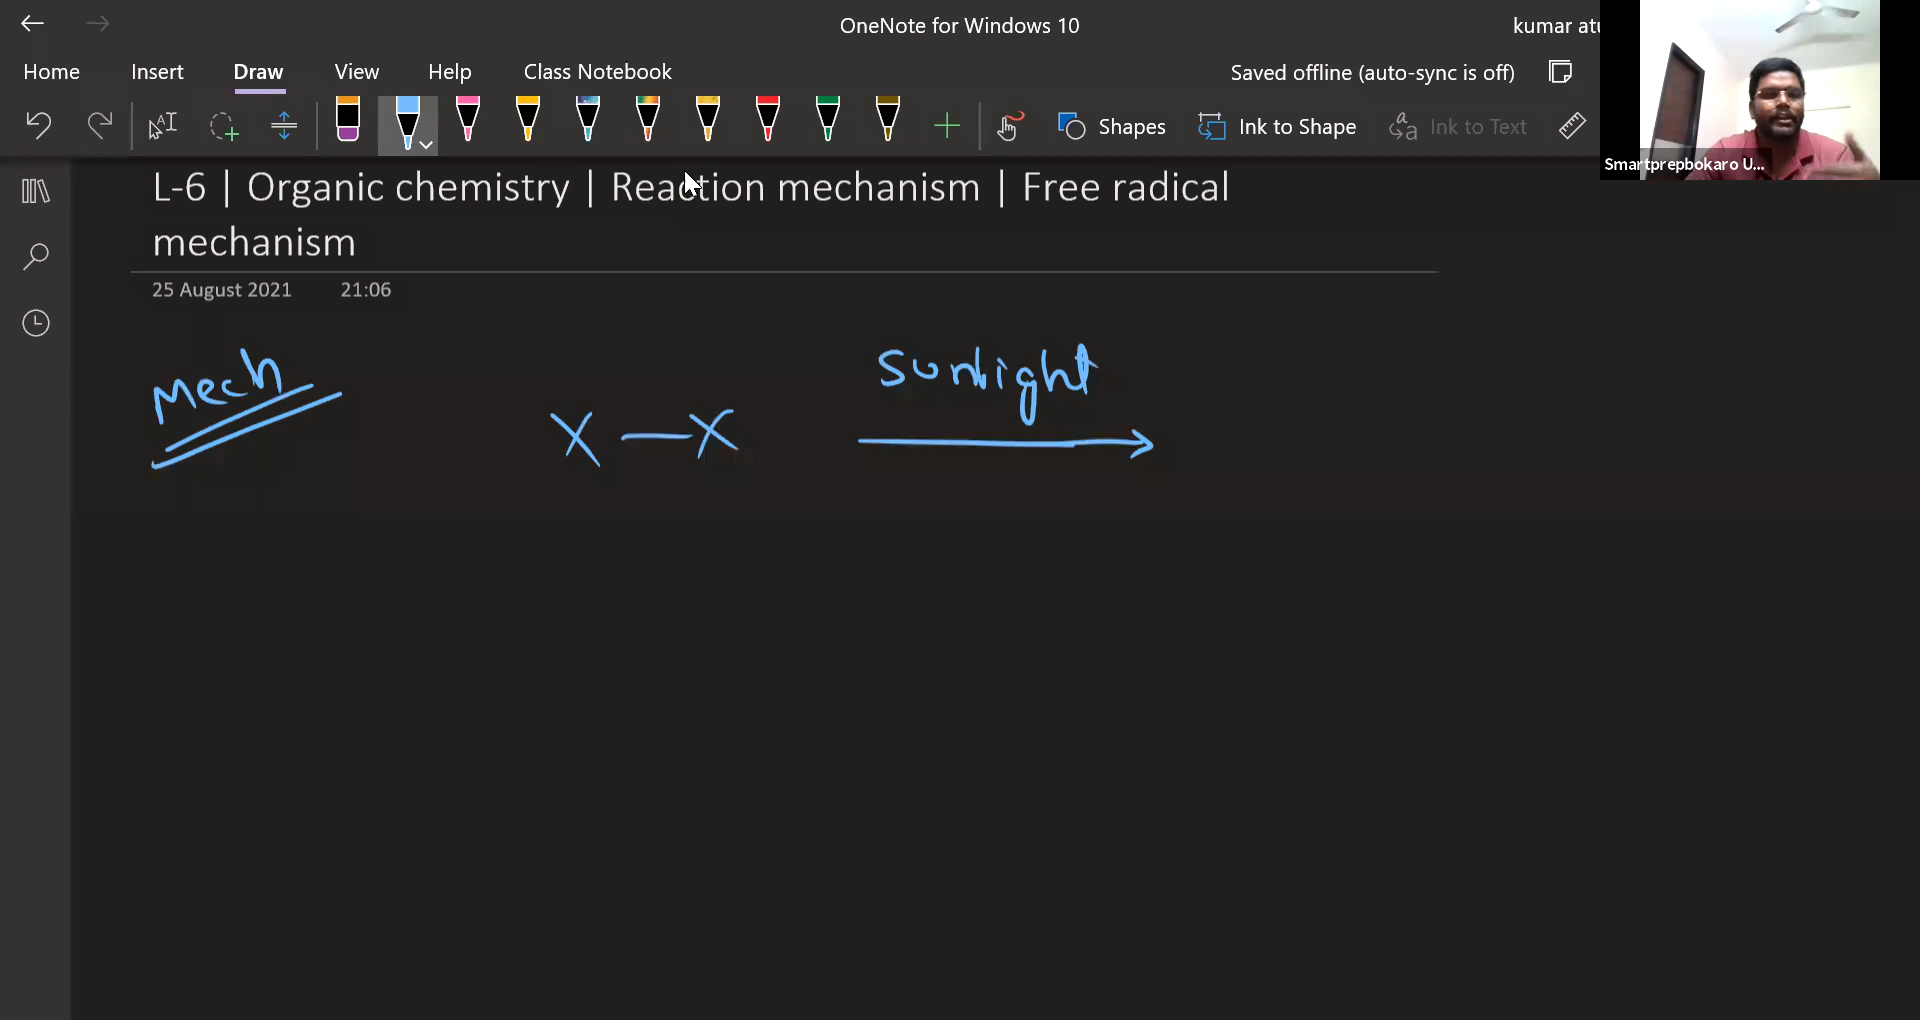 OneNote for Windows 10
kumar atu
Home Insert Draw View Help Class Notebook
Saved offline (auto-sync is off)
Shapes Ink to Shape Ink to Text
Smartprepbokaro U...
L-6 | Organic chemistry | Reaction mechanism | Free radical
mechanism
25 August 2021 21:06
Mech
Sunlight
X — X